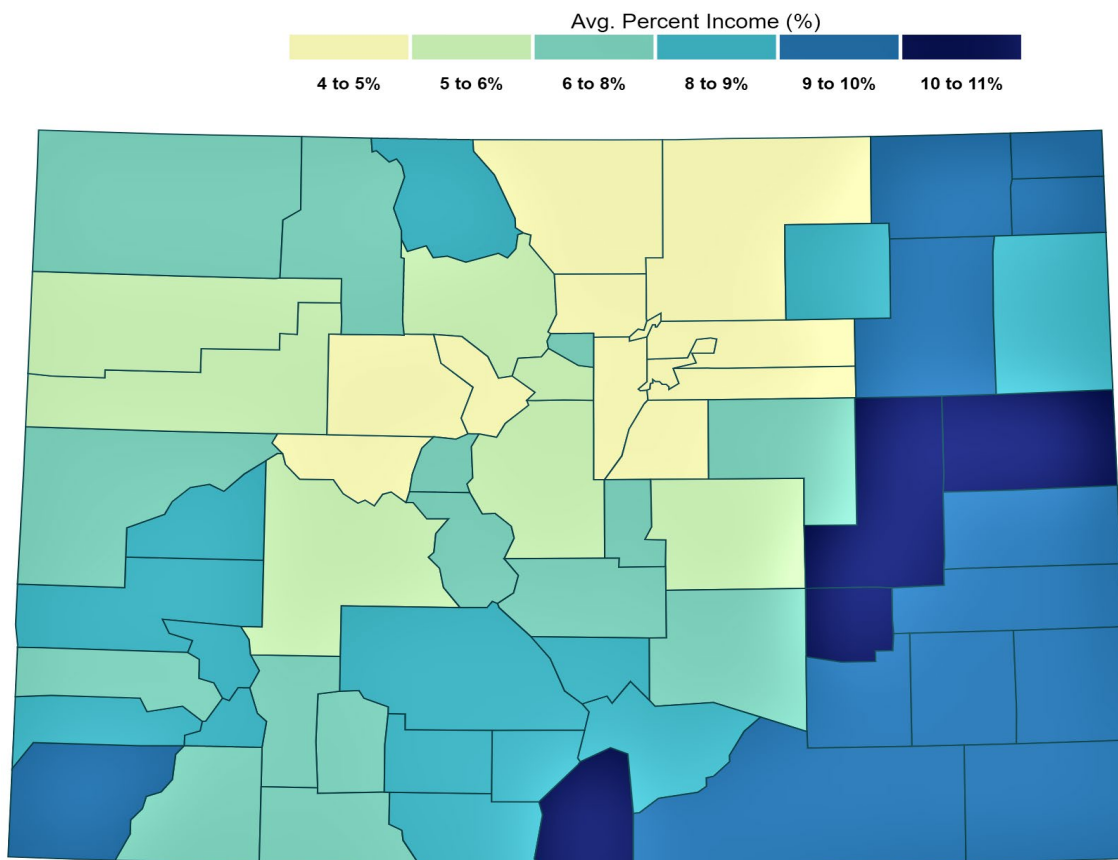 Avg. Percent Income (%)
4 to 5% 5 to 6% 6 to 8% 8 to 9% 9 to 10% 10 to 11%